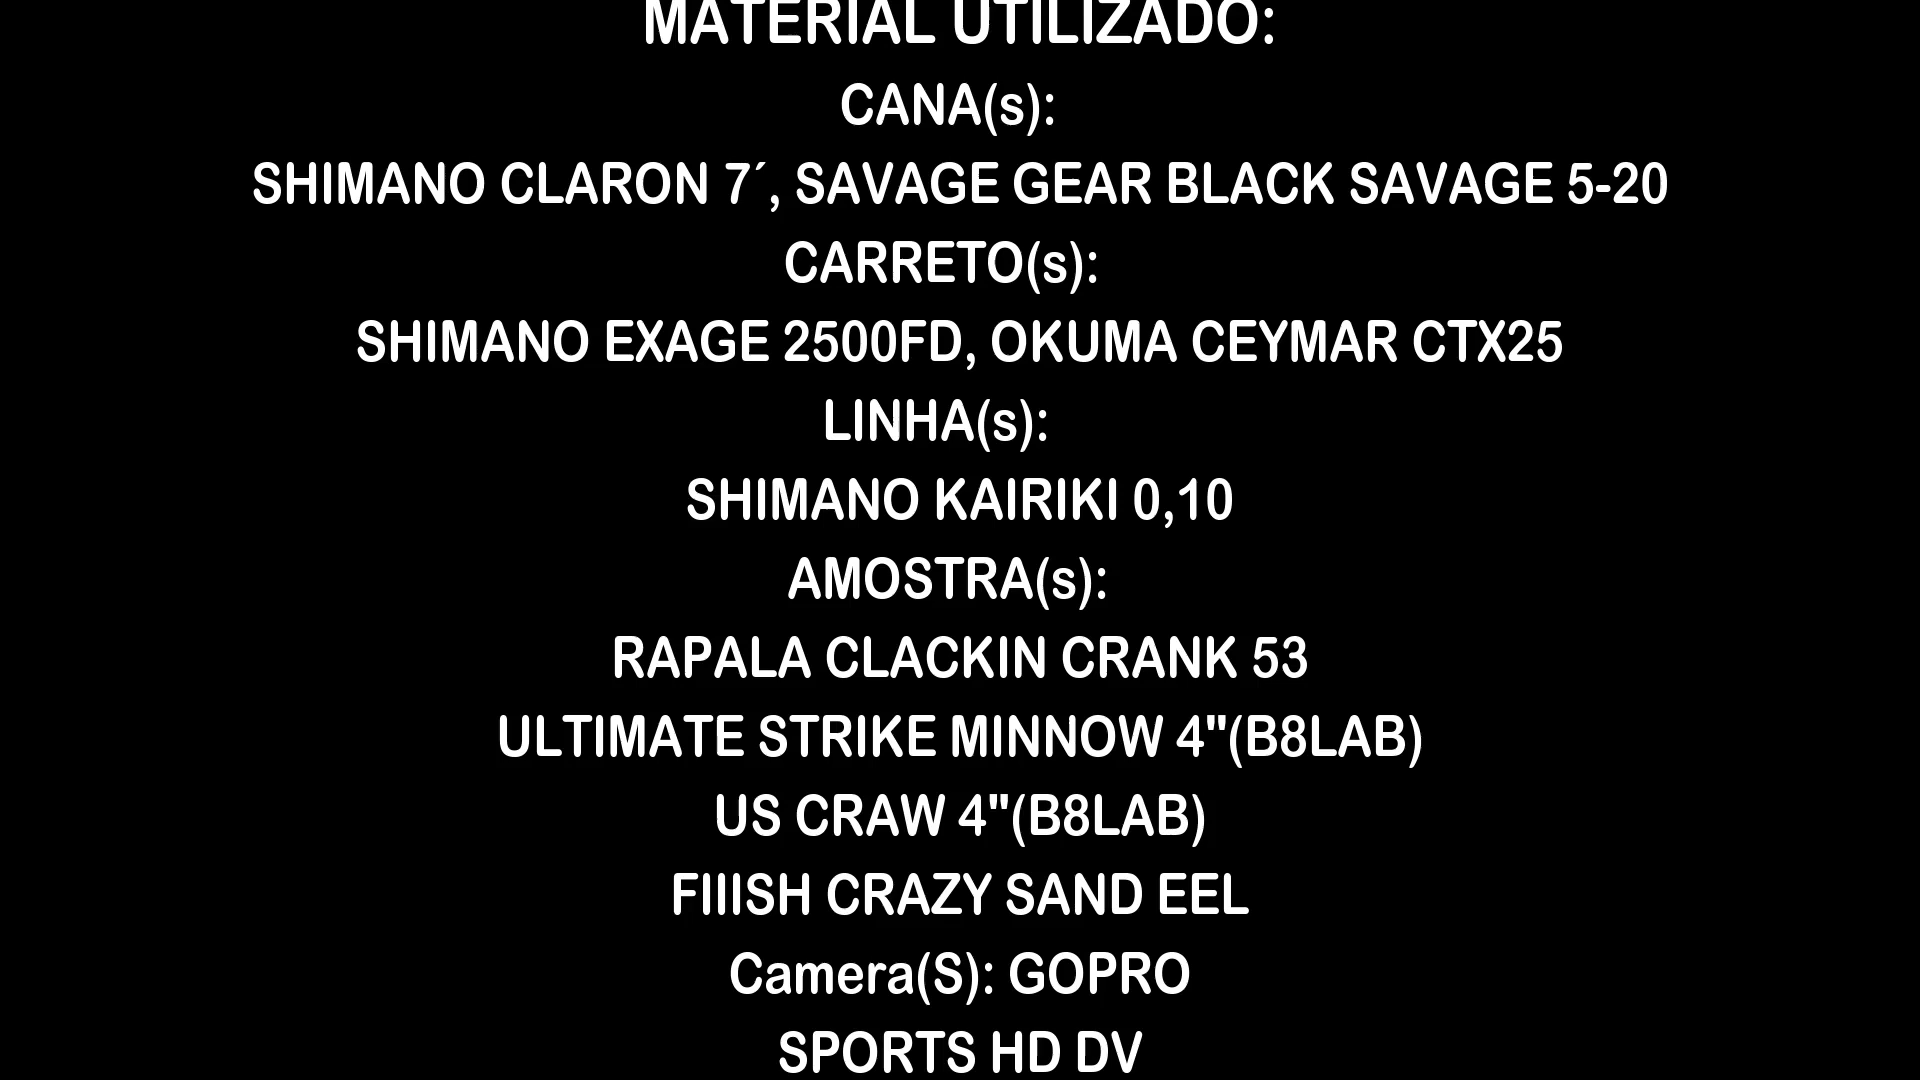 MATERIAL UTILIZADO:
CANA(s):
SHIMANO CLARON 7´, SAVAGE GEAR BLACK SAVAGE 5-20
CARRETO(s):
SHIMANO EXAGE 2500FD, OKUMA CEYMAR CTX25
LINHA(s):
SHIMANO KAIRIKI 0,10
AMOSTRA(s):
RAPALA CLACKIN CRANK 53
ULTIMATE STRIKE MINNOW 4"(B8LAB)
US CRAW 4"(B8LAB)
FIIISH CRAZY SAND EEL
Camera(S): GOPRO
SPORTS HD DV